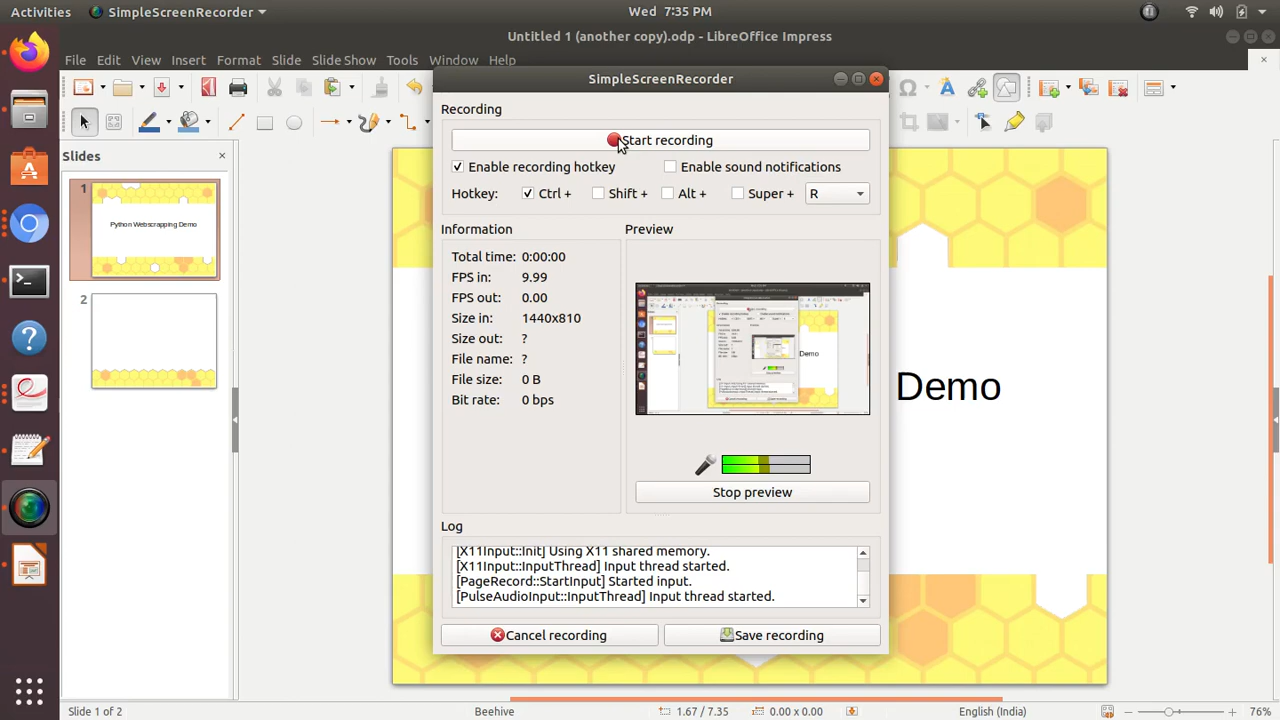 Activities SimpleScreenRecorder Wed 7:35 PM
Untitled 1 (another copy).odp - LibreOffice Impress
File Edit View Insert Format Slide Slide Show Tools Window Help
SimpleScreenRecorder
Recording
Start recording
Enable recording hotkey Enable sound notifications
Hotkey: Ctrl + Shift + Alt + Super + R
Slides
1
Python Webscrapping Demo
2
Information
Total time: 0:00:00
FPS in: 9.99
FPS out: 0.00
Size in: 1440x810
Size out: ?
File name: ?
File size: 0 B
Bit rate: 0 bps
Preview
Demo
Stop preview
Demo
Log
[X11Input::Init] Using X11 shared memory.
[X11Input::InputThread] Input thread started.
[PageRecord::StartInput] Started input.
[PulseAudioInput::InputThread] Input thread started.
Cancel recording Save recording
Slide 1 of 2 Beehive 1.67 / 7.35 0.00 x 0.00 English (India) 76%